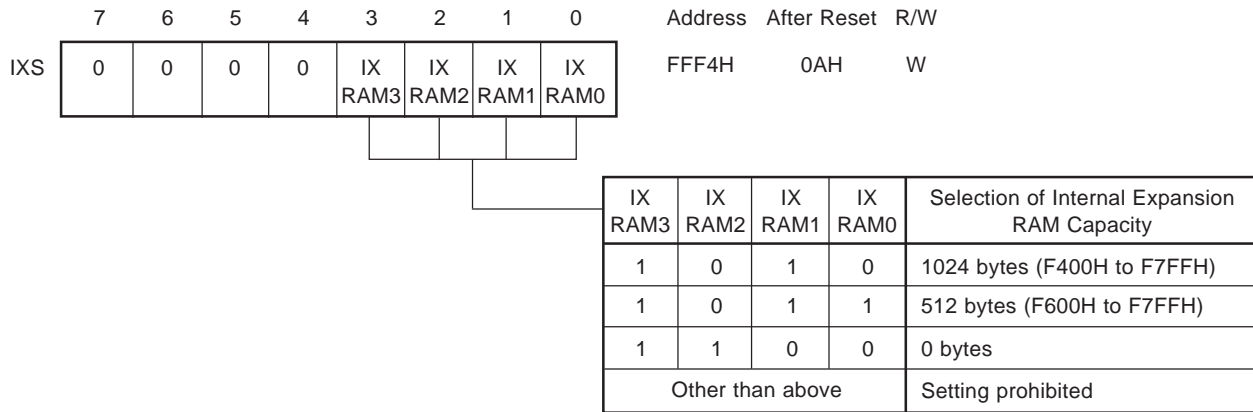 7 6 5 4 3 2 1 0 Address After Reset R/W
IXS 0 0 0 0 IX RAM3 IX RAM2 IX RAM1 IX RAM0 FFF4H 0AH W
IX RAM3 IX RAM2 IX RAM1 IX RAM0 Selection of Internal Expansion RAM Capacity
1 0 1 0 1024 bytes (F400H to F7FFH)
1 0 1 1 512 bytes (F600H to F7FFH)
1 1 0 0 0 bytes
Other than above Setting prohibited